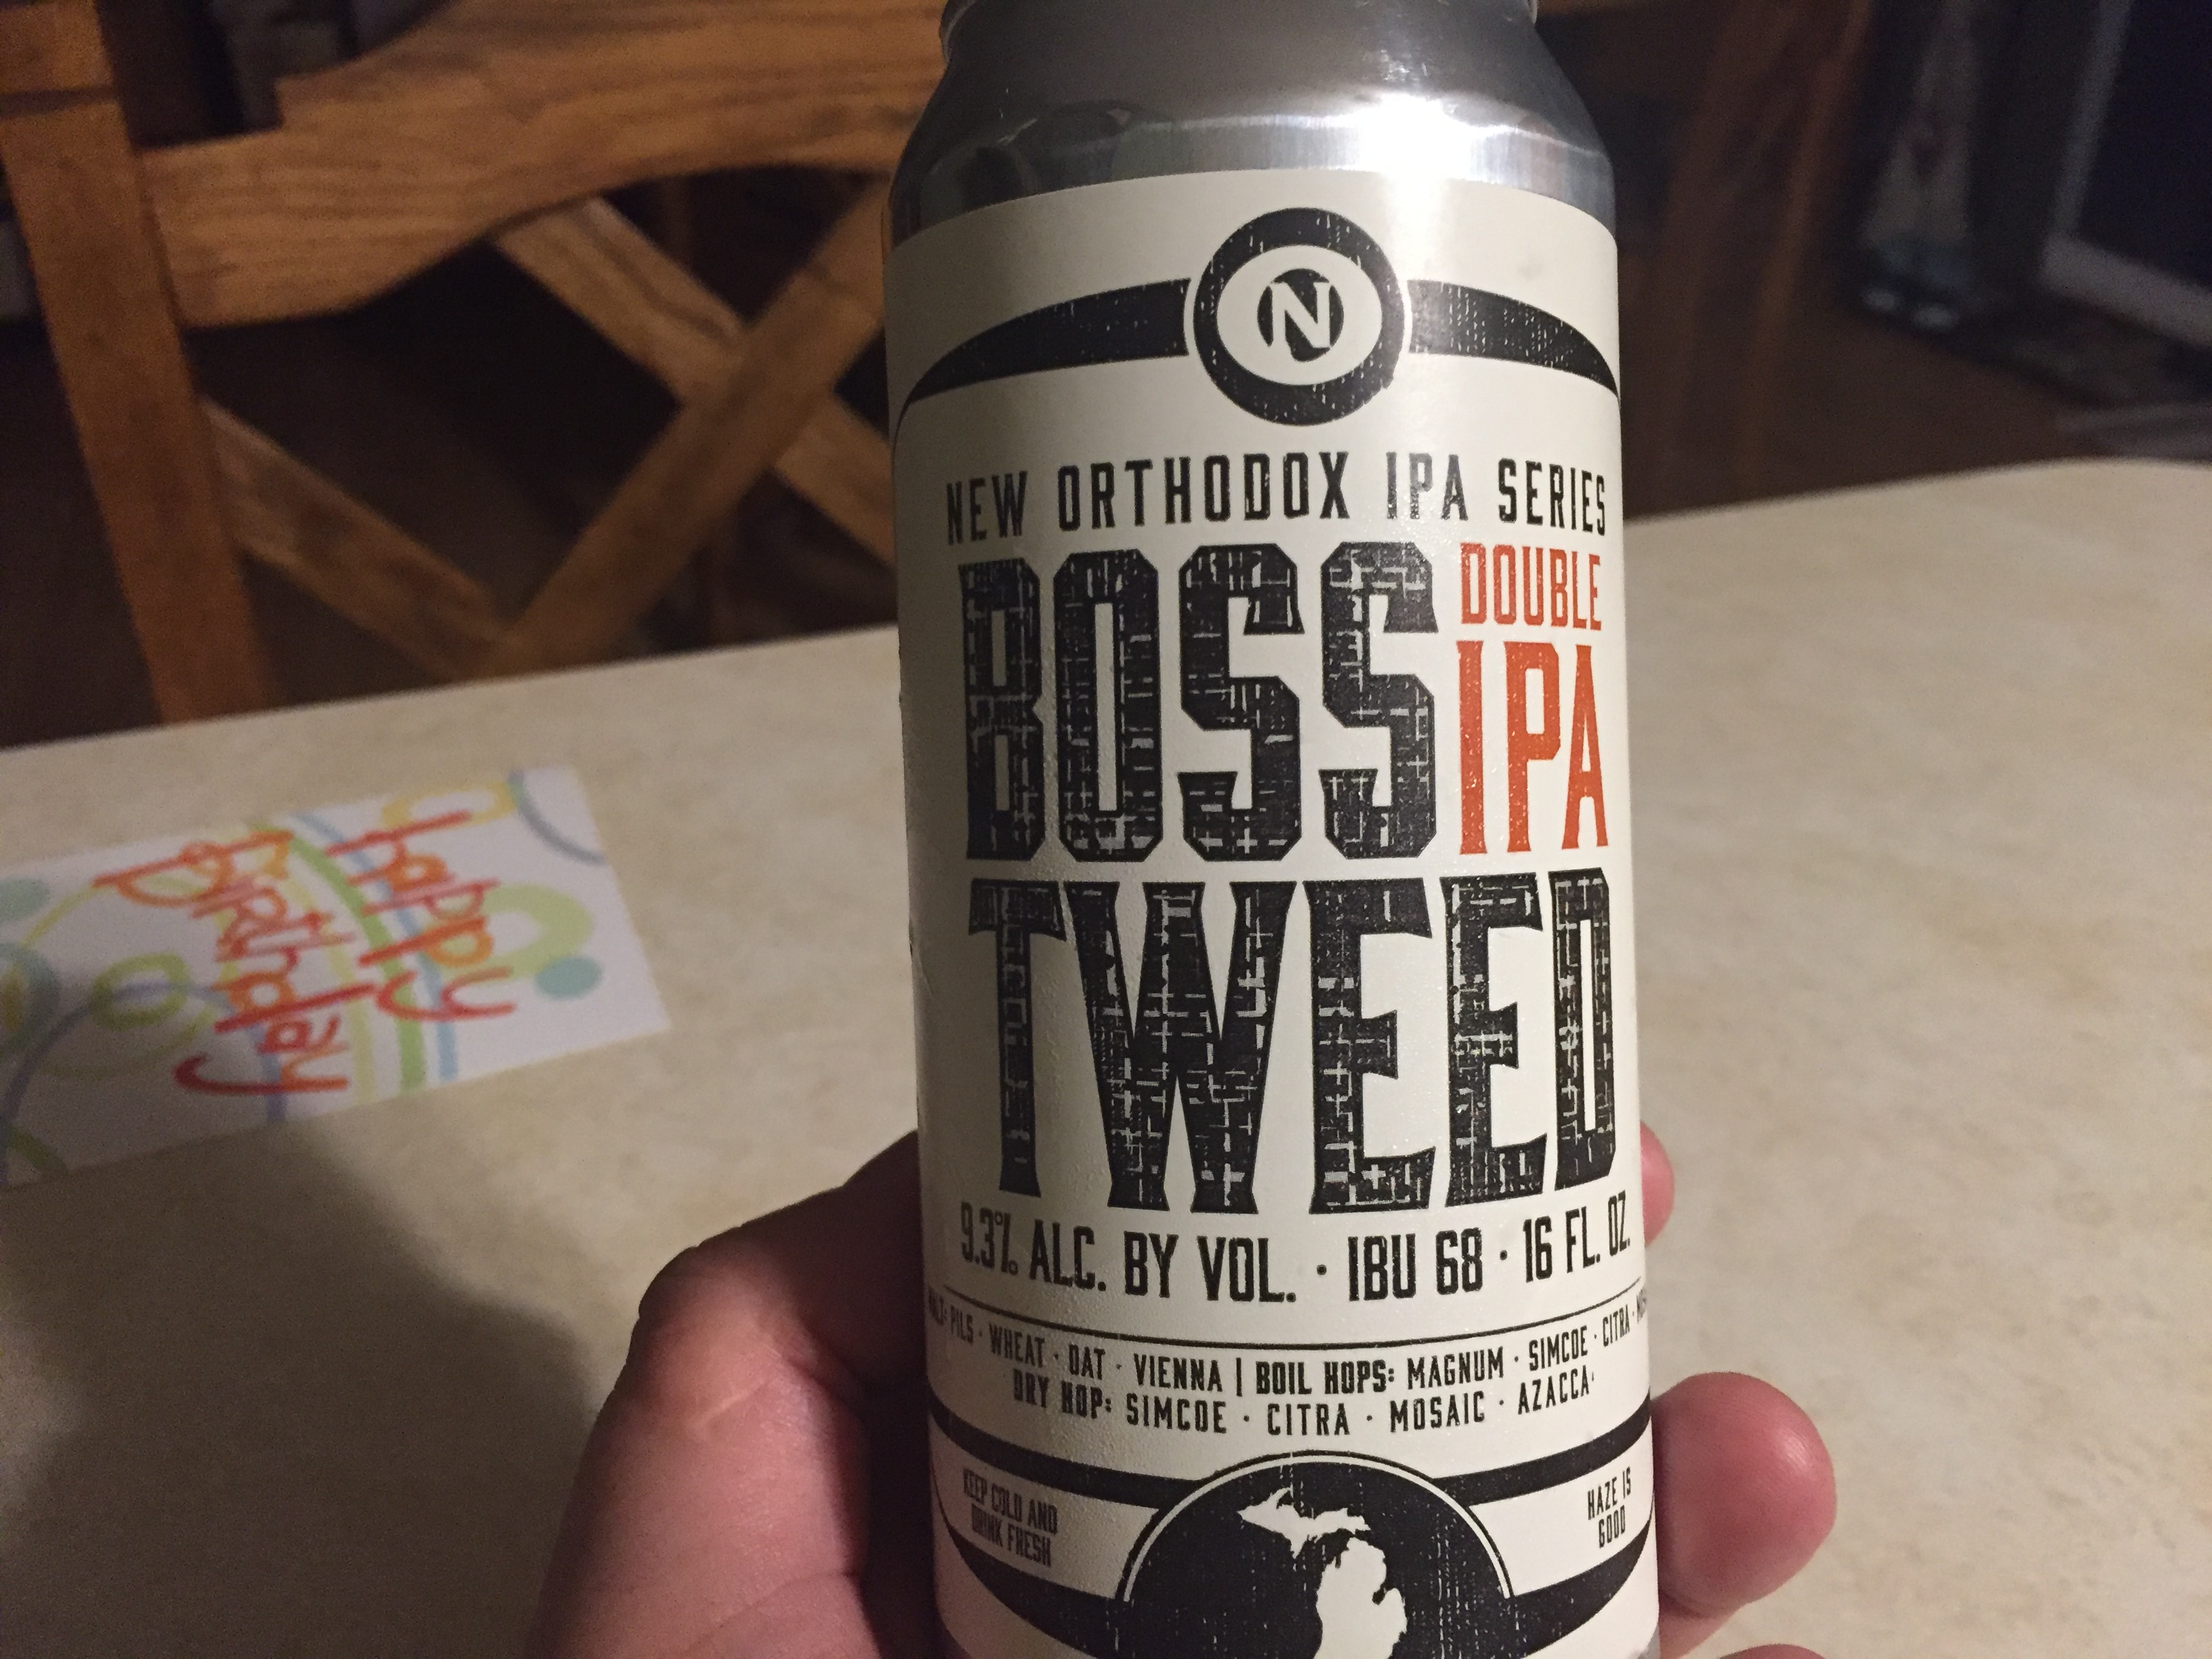 N
NEW ORTHODOX IPA SERIES
BOSS DOUBLE IPA
TWEED
9.3% ALC. BY VOL. · IBU 68 · 16 FL. OZ.
MALT: PILS · WHEAT · OAT · VIENNA | BOIL HOPS: MAGNUM · SIMCOE · CITRA ·
DRY HOP: SIMCOE · CITRA · MOSAIC · AZACCA
KEEP COLD AND
DRINK FRESH
HAZE IS
GOOD
happy
birthday